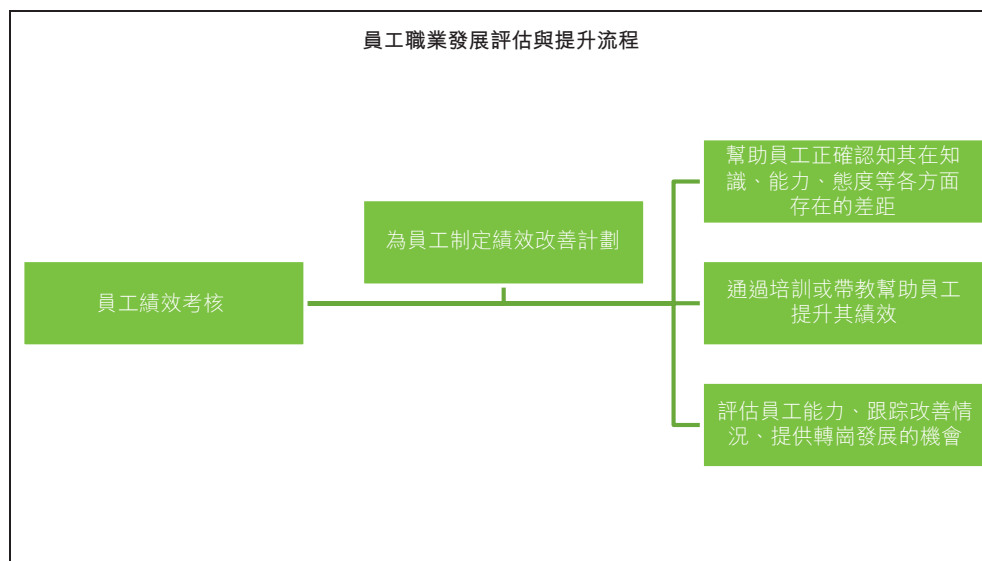 員工職業發展評估與提升流程
幫助員工正確認知其在知
識、能力、態度等各方面
存在的差距
為員工制定績效改善計劃
員工績效考核
通過培訓或帶教幫助員工
提升其績效
評估員工能力、跟踪改善情
況、提供轉崗發展的機會